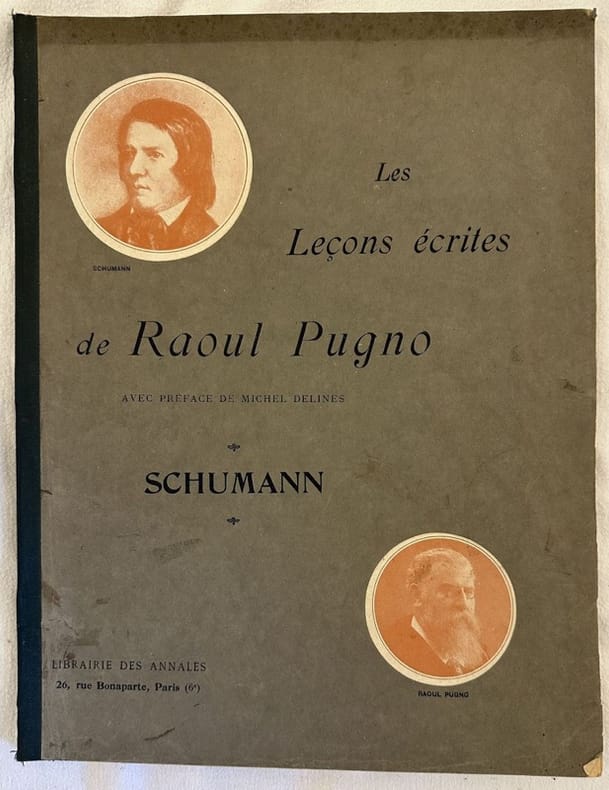 SCHUMANN
Les
Leçons écrites
de Raoul Pugno
AVEC PRÉFACE DE MICHEL DELINES
SCHUMANN
RAOUL PUGNO
LIBRAIRIE DES ANNALES
26, rue Bonaparte, Paris (6e)